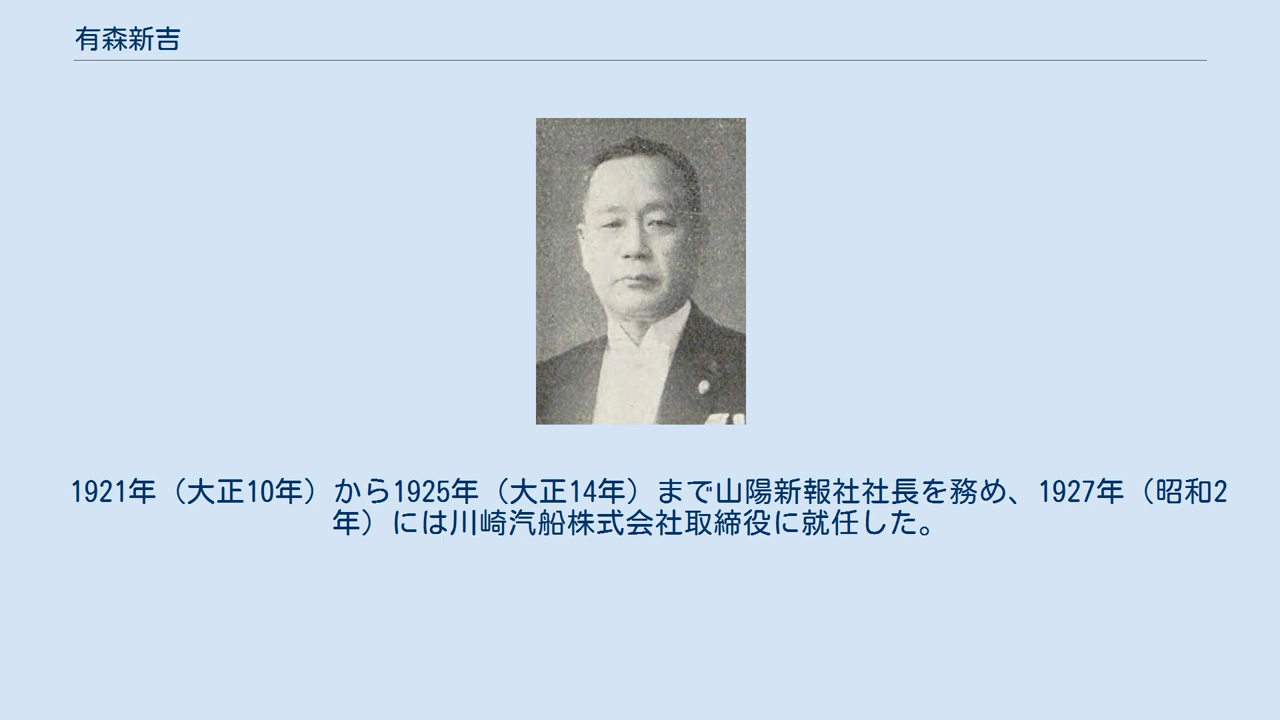 有森新吉
1921年（大正10年）から1925年（大正14年）まで山陽新報社社長を務め、1927年（昭和2
年）には川崎汽船株式会社取締役に就任した。